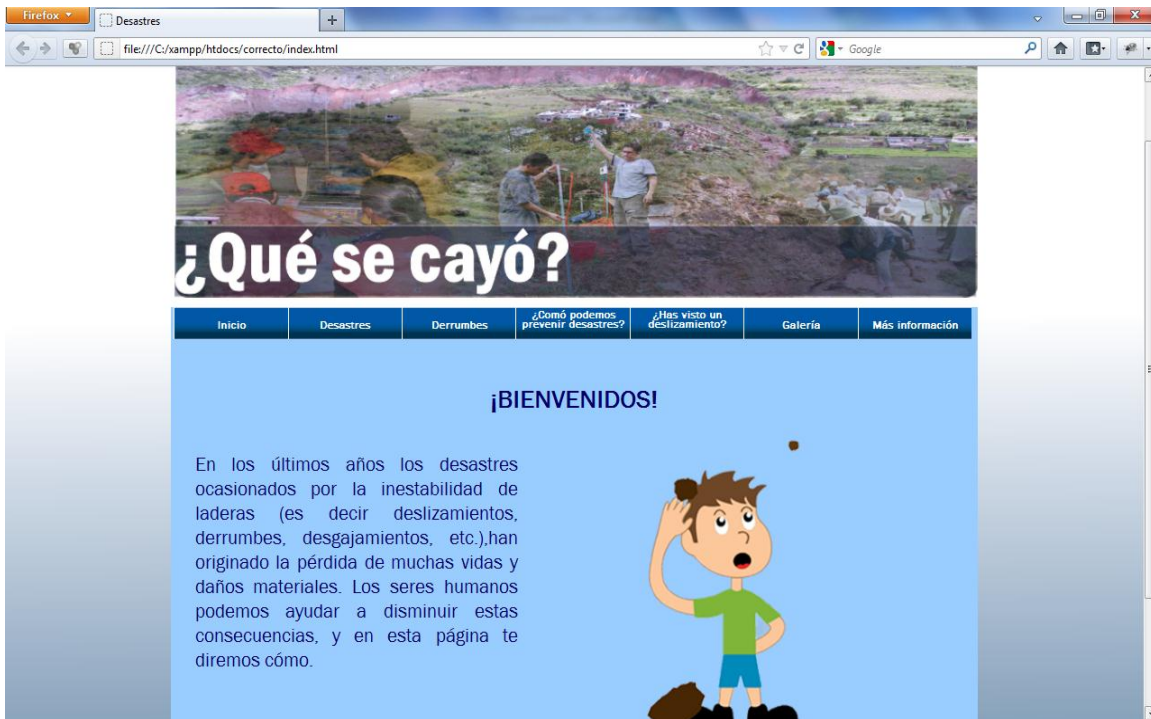 Firefox
Desastres
file:///C:/xampp/htdocs/correcto/index.html
Google
¿Qué se cayó?
Inicio
Desastres
Derrumbes
¿Comó podemos
prevenir desastres?
¿Has visto un
deslizamiento?
Galería
Más información
¡BIENVENIDOS!
En los últimos años los desastres
ocasionados por la inestabilidad de
laderas (es decir deslizamientos,
derrumbes, desgajamientos, etc.),han
originado la pérdida de muchas vidas y
daños materiales. Los seres humanos
podemos ayudar a disminuir estas
consecuencias, y en esta página te
diremos cómo.